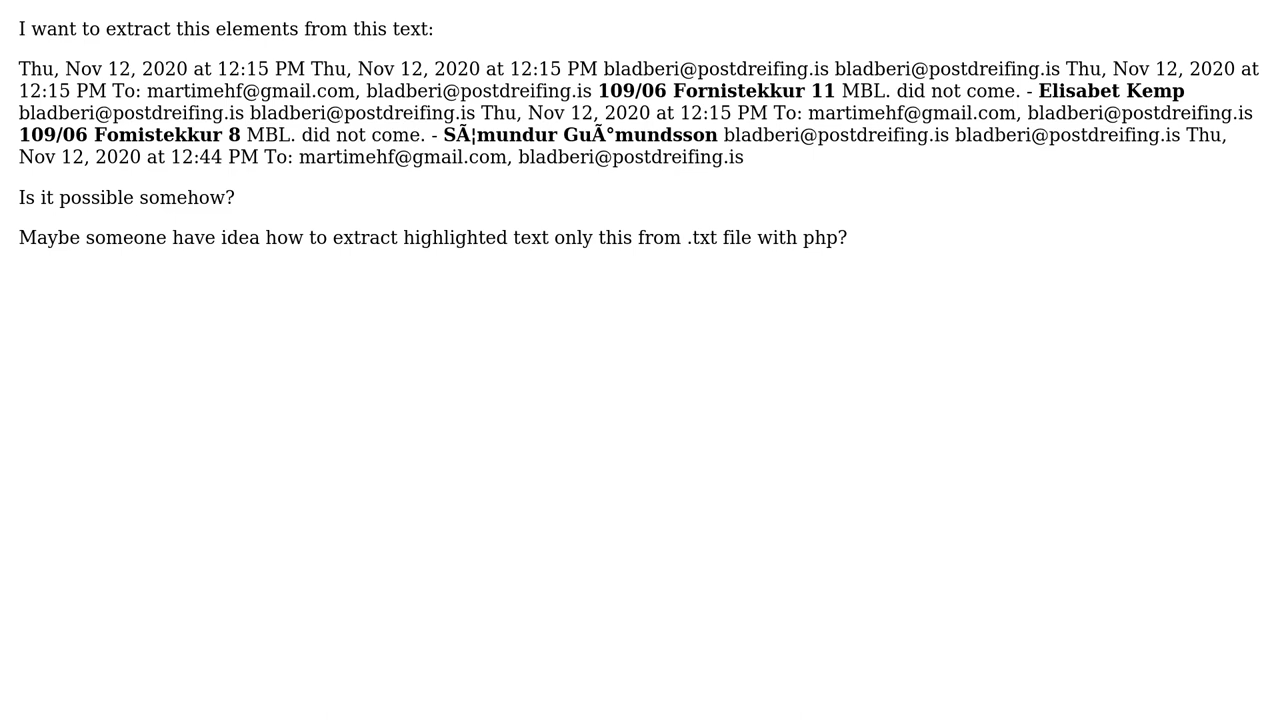 I want to extract this elements from this text:
Thu, Nov 12, 2020 at 12:15 PM Thu, Nov 12, 2020 at 12:15 PM bladberi@postdreifing.is bladberi@postdreifing.is Thu, Nov 12, 2020 at
12:15 PM To: martimehf@gmail.com, bladberi@postdreifing.is 109/06 Fornistekkur 11 MBL. did not come. - Elisabet Kemp
bladberi@postdreifing.is bladberi@postdreifing.is Thu, Nov 12, 2020 at 12:15 PM To: martimehf@gmail.com, bladberi@postdreifing.is
109/06 Fomistekkur 8 MBL. did not come. - SÃ¦mundur GuÃ°mundsson bladberi@postdreifing.is bladberi@postdreifing.is Thu,
Nov 12, 2020 at 12:44 PM To: martimehf@gmail.com, bladberi@postdreifing.is
Is it possible somehow?
Maybe someone have idea how to extract highlighted text only this from .txt file with php?